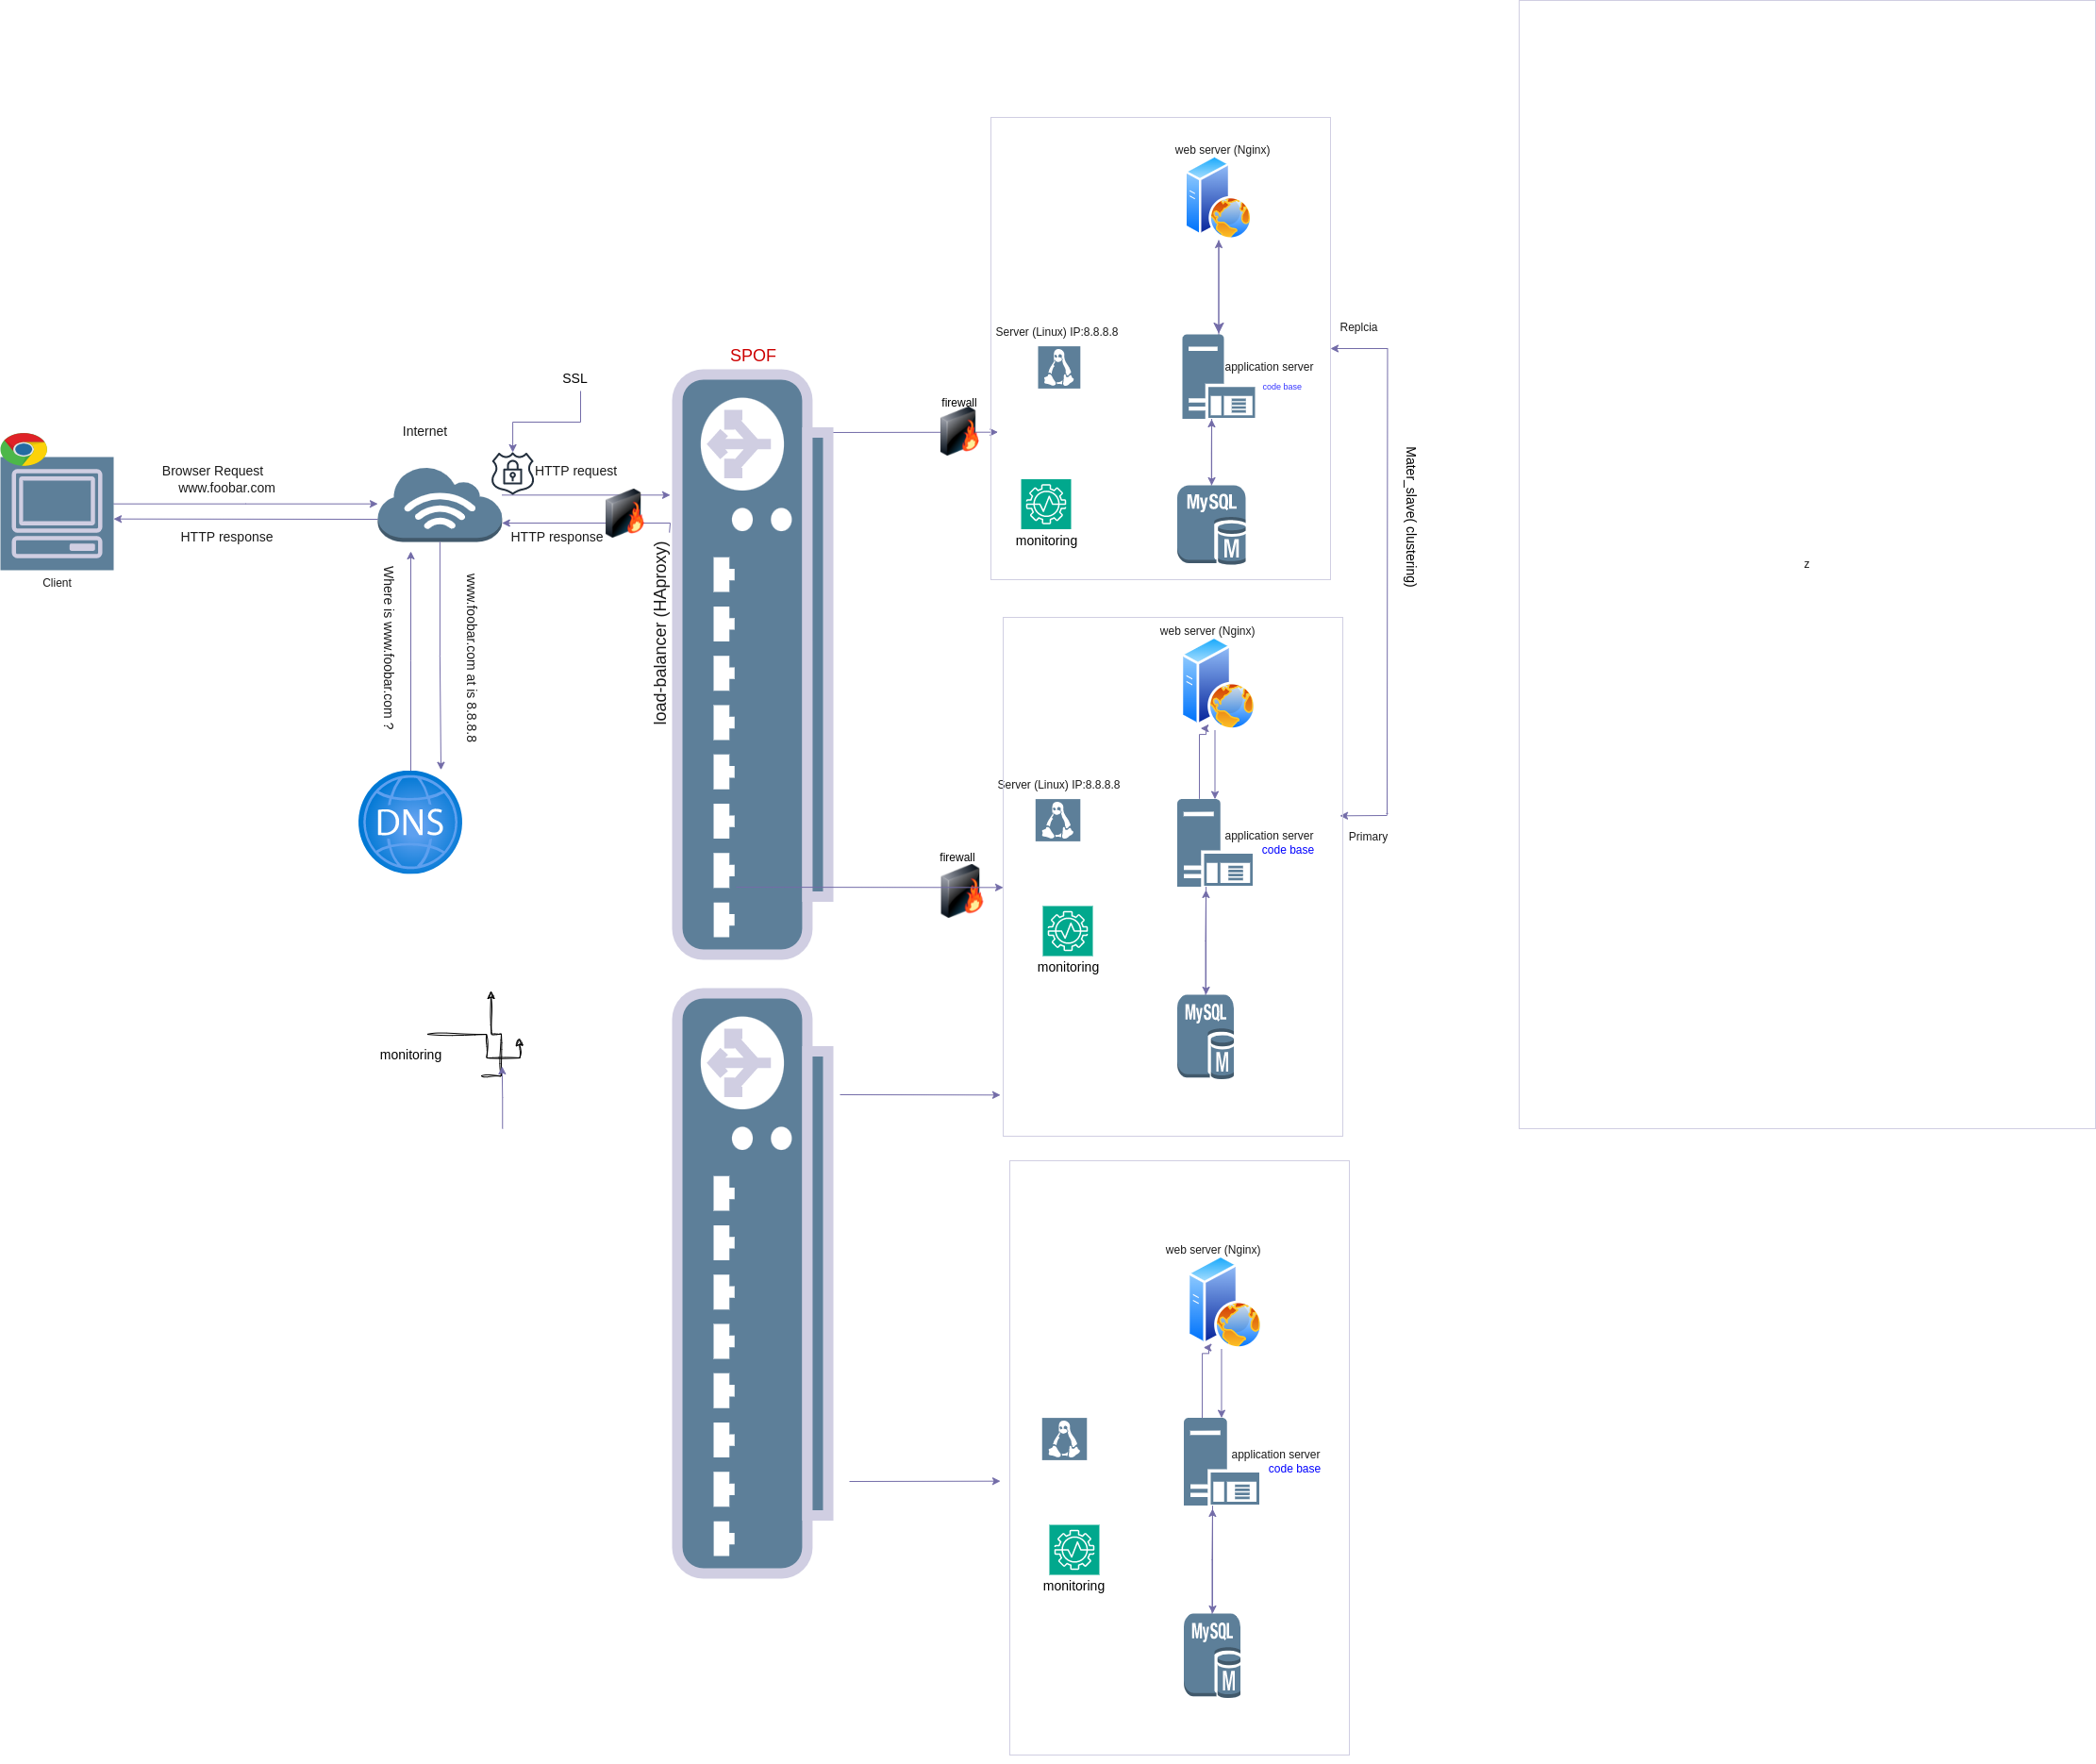 web server (Nginx)
Server (Linux) IP:8.8.8.8
Replcia
SPOF
application server
code base
SSL
firewall
Internet
Browser Request
www.foobar.com
HTTP request
Mater_slave( clustering)
MySQL
M
HTTP response
HTTP response
monitoring
Client
z
Where is www.foobar.com ?
www.foobar.com at is 8.8.8.8
load-balancer (HAproxy)
web server (Nginx)
Server (Linux) IP:8.8.8.8
DNS
application server
code base
Primary
firewall
monitoring
MySQL
M
monitoring
web server (Nginx)
application server
code base
monitoring
MySQL
M